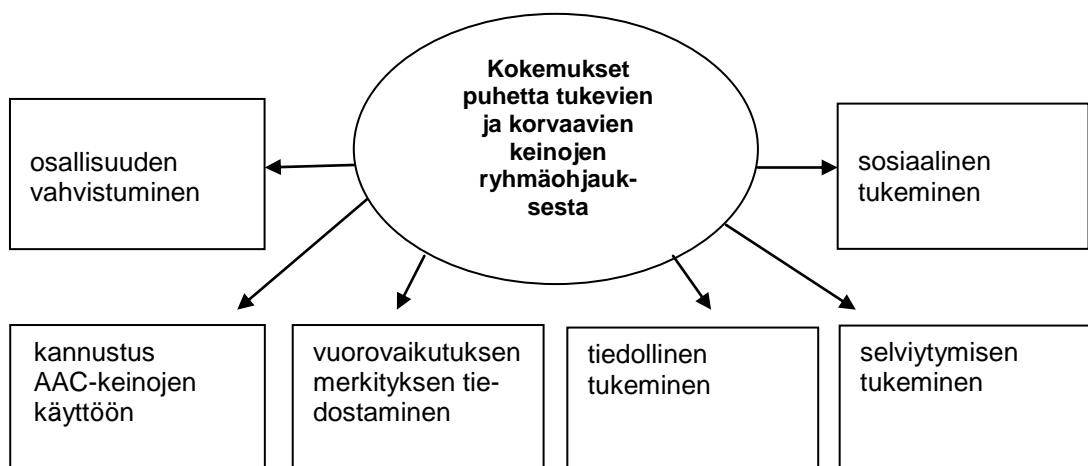 Kokemukset
puhetta tukevien
ja korvaavien
keinojen
ryhmäohjauk-
sesta
osallisuuden
vahvistuminen
sosiaalinen
tukeminen
kannustus
AAC-keinojen
käyttöön
vuorovaikutuksen
merkityksen tie-
dostaminen
tiedollinen
tukeminen
selviytymisen
tukeminen